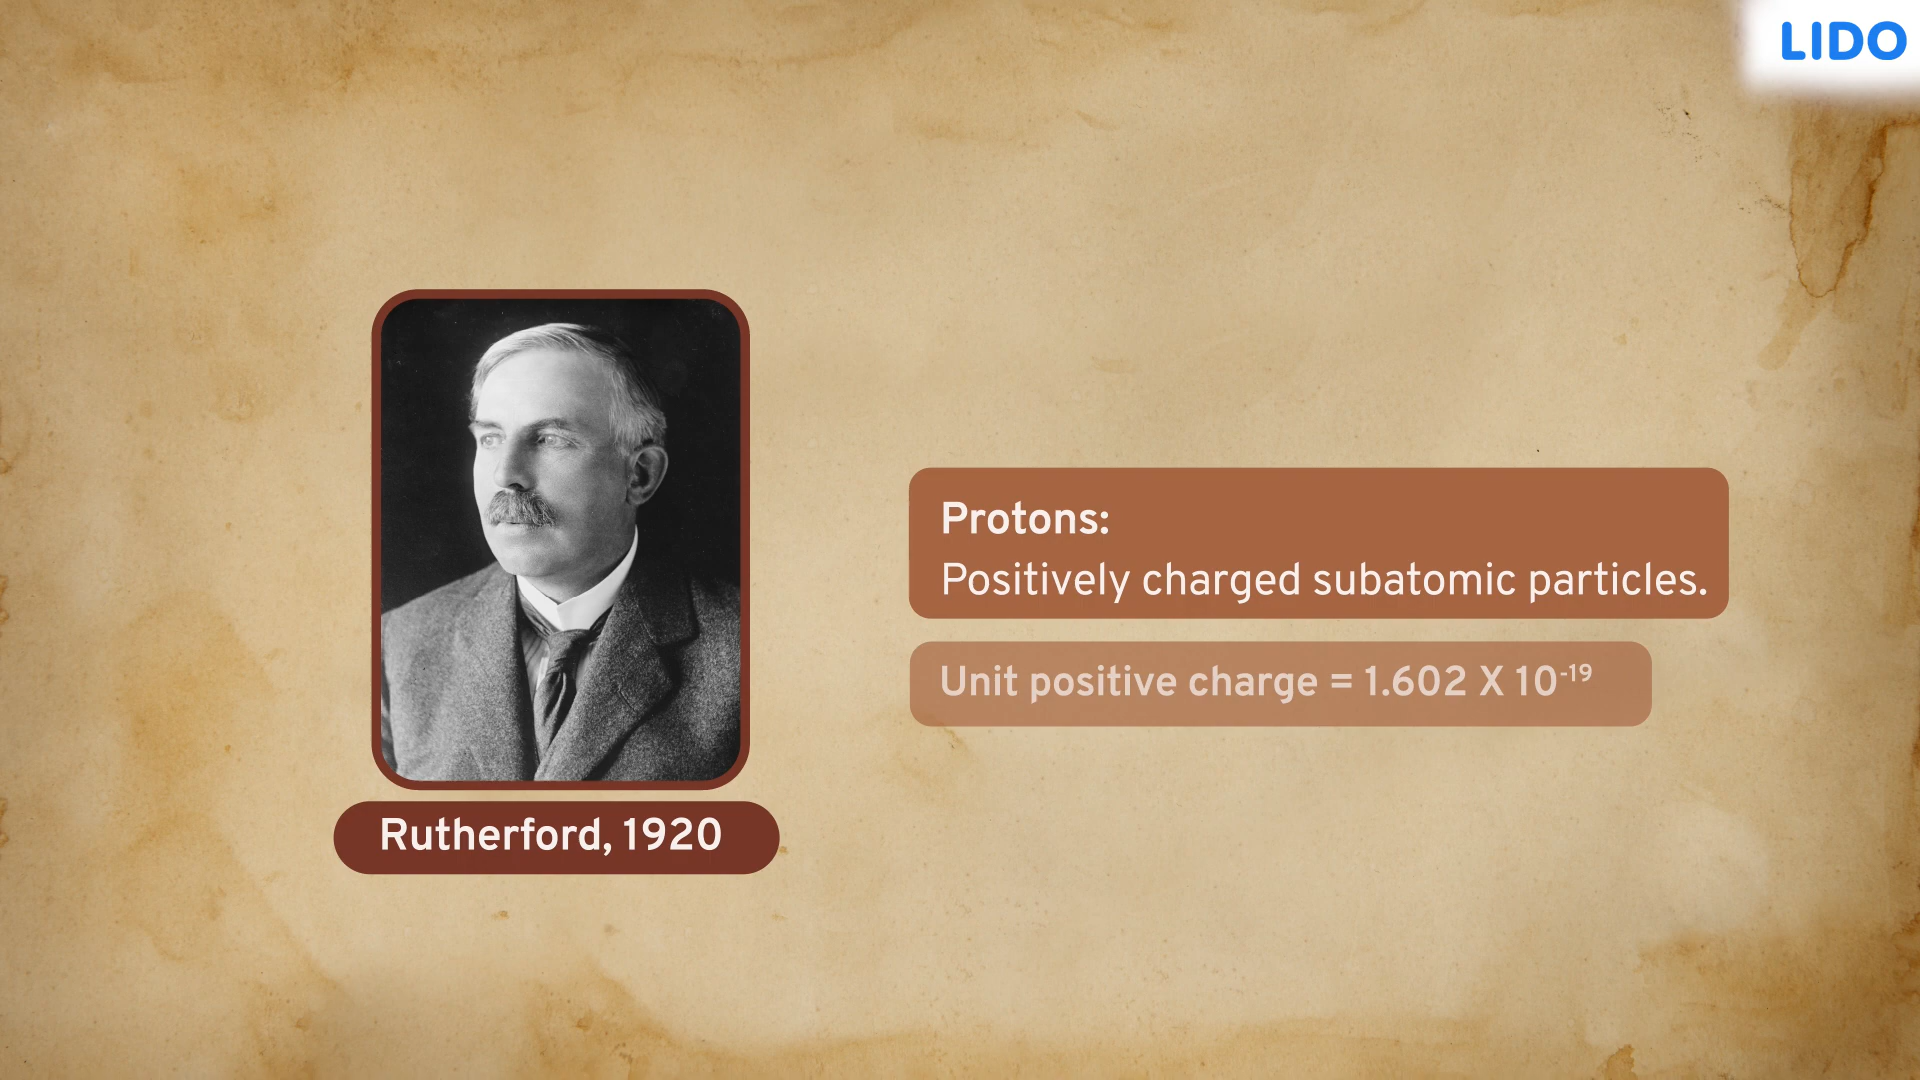 LIDO
Protons:
Positively charged subatomic particles.
Unit positive charge = 1.602 X 10⁻¹⁹
Rutherford, 1920